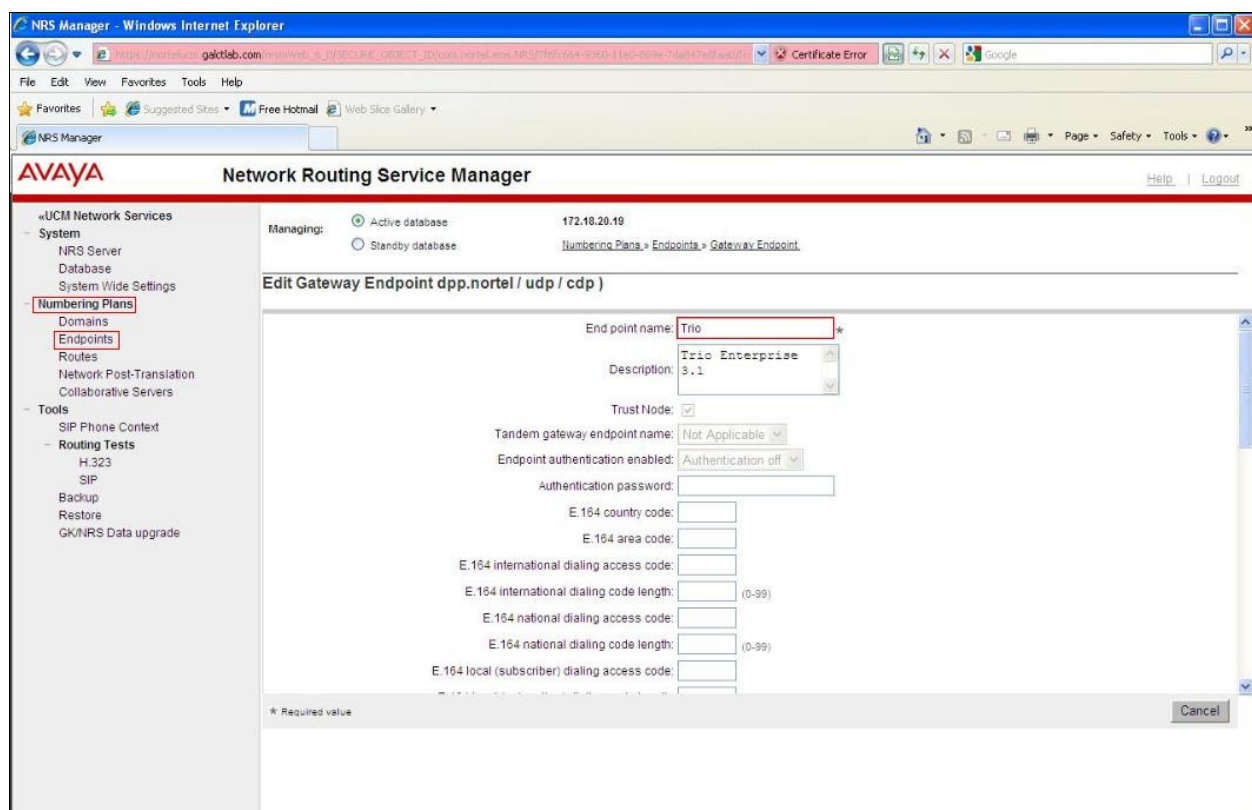 NRS Manager - Windows Internet Explorer
galctlab.com
Certificate Error
Google
File Edit View Favorites Tools Help
Favorites Suggested Sites Free Hotmail Web Slice Gallery
NRS Manager
Page Safety Tools
AVAYA
Network Routing Service Manager
Help | Logout
«UCM Network Services
System
NRS Server
Database
System Wide Settings
Numbering Plans
Domains
Endpoints
Routes
Network Post-Translation
Collaborative Servers
Tools
SIP Phone Context
Routing Tests
H.323
SIP
Backup
Restore
GK/NRS Data upgrade
Managing:
Active database
172.18.20.19
Standby database
Numbering Plans » Endpoints » Gateway Endpoint
Edit Gateway Endpoint dpp.nortel / udp / cdp )
End point name: Trio *
Description: Trio Enterprise
3.1
Trust Node:
Tandem gateway endpoint name: Not Applicable
Endpoint authentication enabled: Authentication off
Authentication password:
E.164 country code:
E.164 area code:
E.164 international dialing access code:
E.164 international dialing code length: (0-99)
E.164 national dialing access code:
E.164 national dialing code length: (0-99)
E.164 local (subscriber) dialing access code:
* Required value
Cancel